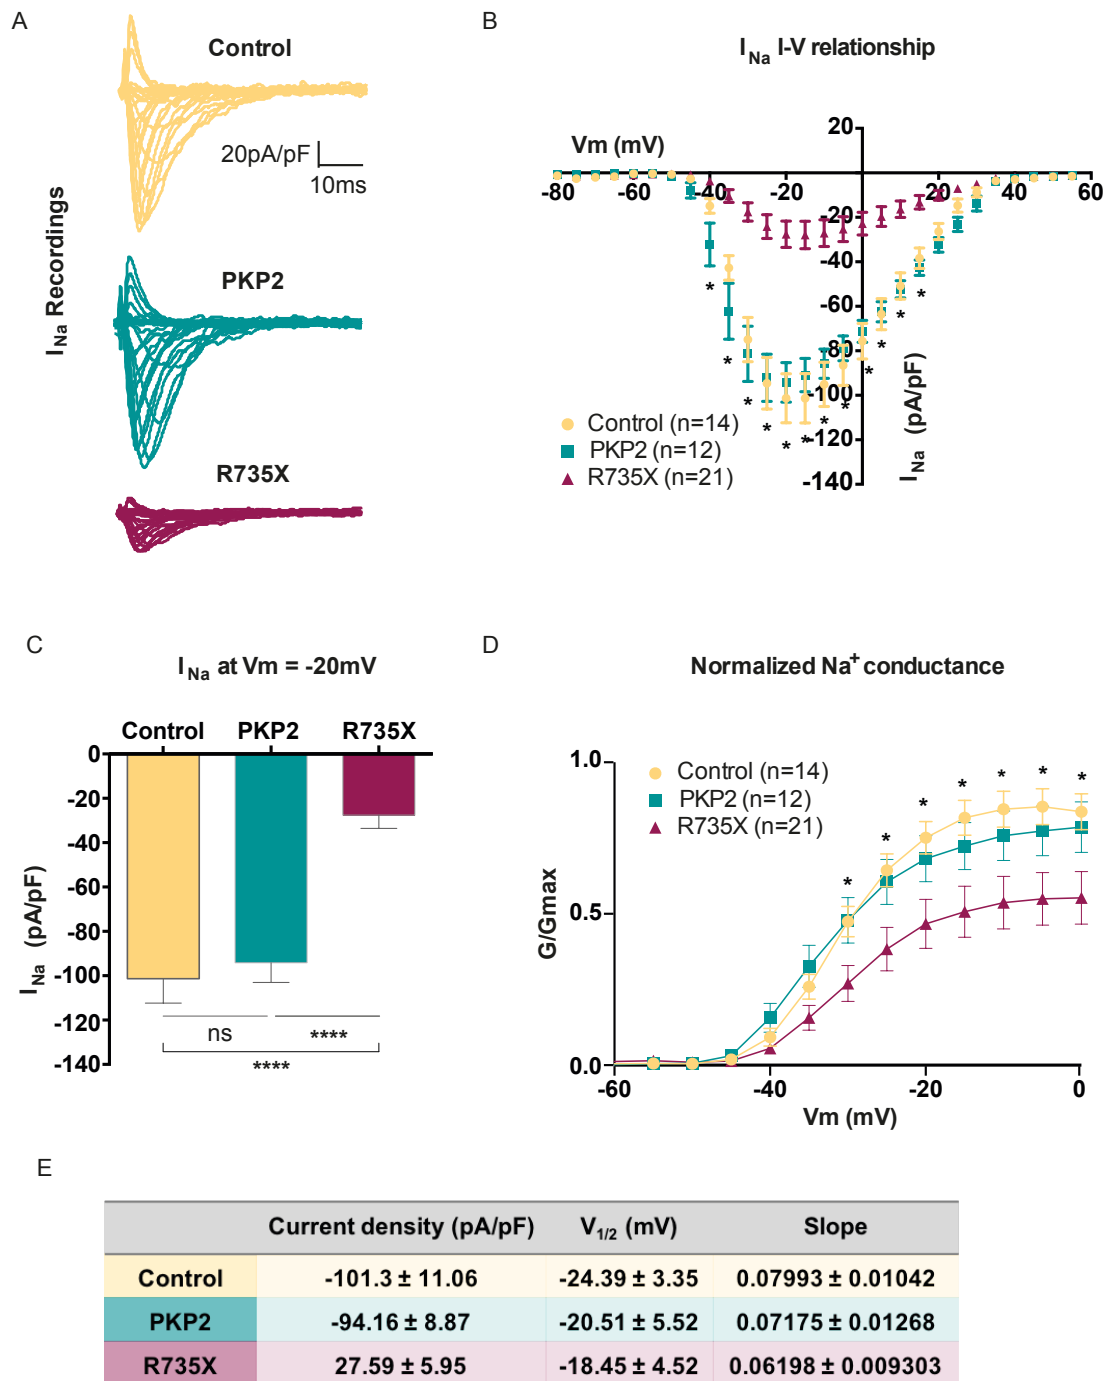 A
Control
20pA/pF
10ms
I Na Recordings
PKP2
R735X
B
I Na I-V relationship
Vm (mV)
20
-80 -60 -40 -20 20 40 60
-20
-40
-60
-80
-100
-120
-140
I Na (pA/pF)
* * * * * * * * * * * *
Control (n=14)
PKP2 (n=12)
R735X (n=21)
C
I Na at Vm = -20mV
Control PKP2 R735X
0
-20
-40
-60
-80
-100
-120
-140
I Na (pA/pF)
ns ****
****
D
Normalized Na+ conductance
1.0
0.5
0.0
G/Gmax
Control (n=14)
PKP2 (n=12)
R735X (n=21)
* * * * * * *
-60 -40 -20 0
Vm (mV)
E
Current density (pA/pF) V1/2 (mV) Slope
Control -101.3 ± 11.06 -24.39 ± 3.35 0.07993 ± 0.01042
PKP2 -94.16 ± 8.87 -20.51 ± 5.52 0.07175 ± 0.01268
R735X 27.59 ± 5.95 -18.45 ± 4.52 0.06198 ± 0.009303